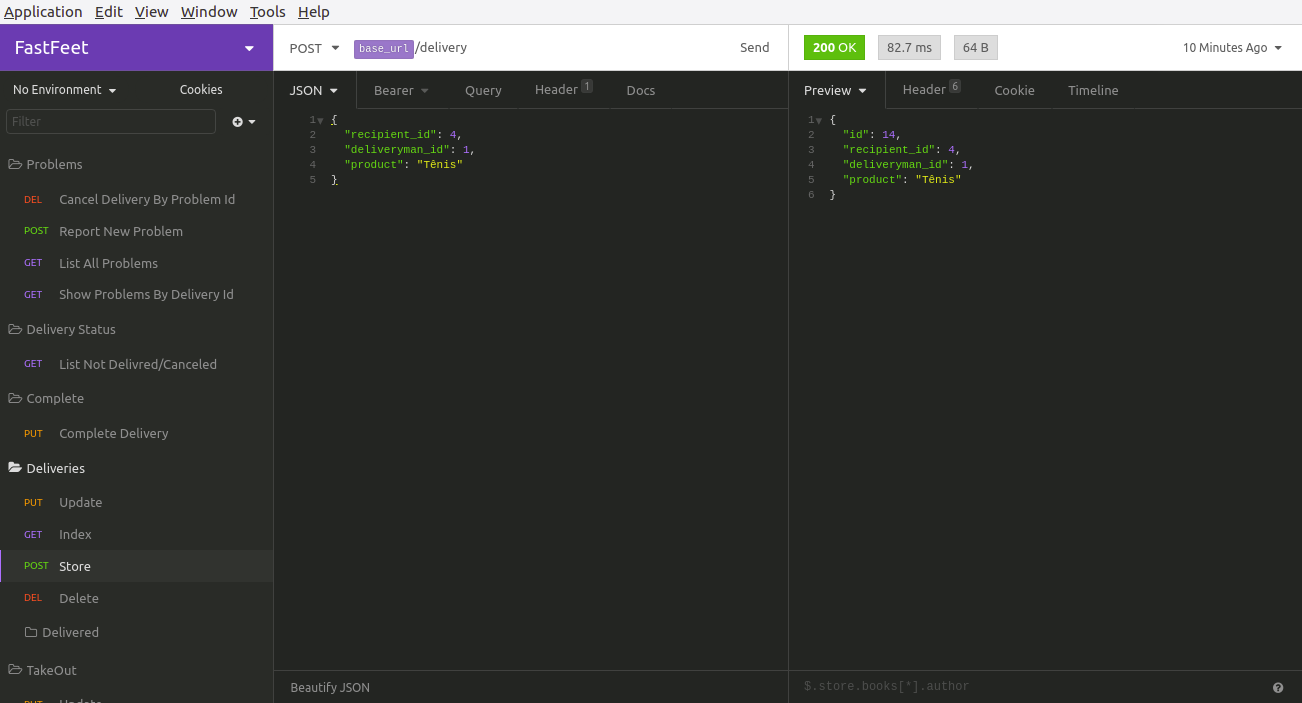 Application Edit View Window Tools Help
FastFeet
POST base_url/delivery Send
200 OK 82.7 ms 64 B 10 Minutes Ago
No Environment Cookies
Filter
Problems
DEL Cancel Delivery By Problem Id
POST Report New Problem
GET List All Problems
GET Show Problems By Delivery Id
Delivery Status
GET List Not Delivred/Canceled
Complete
PUT Complete Delivery
Deliveries
PUT Update
GET Index
POST Store
DEL Delete
Delivered
TakeOut
PUT Update
JSON Bearer Query Header 1 Docs
1 {
2 "recipient_id": 4,
3 "deliveryman_id": 1,
4 "product": "Tênis"
5 }
Beautify JSON
Preview Header 6 Cookie Timeline
1 {
2 "id": 14,
3 "recipient_id": 4,
4 "deliveryman_id": 1,
5 "product": "Tênis"
6 }
$.store.books[*].author